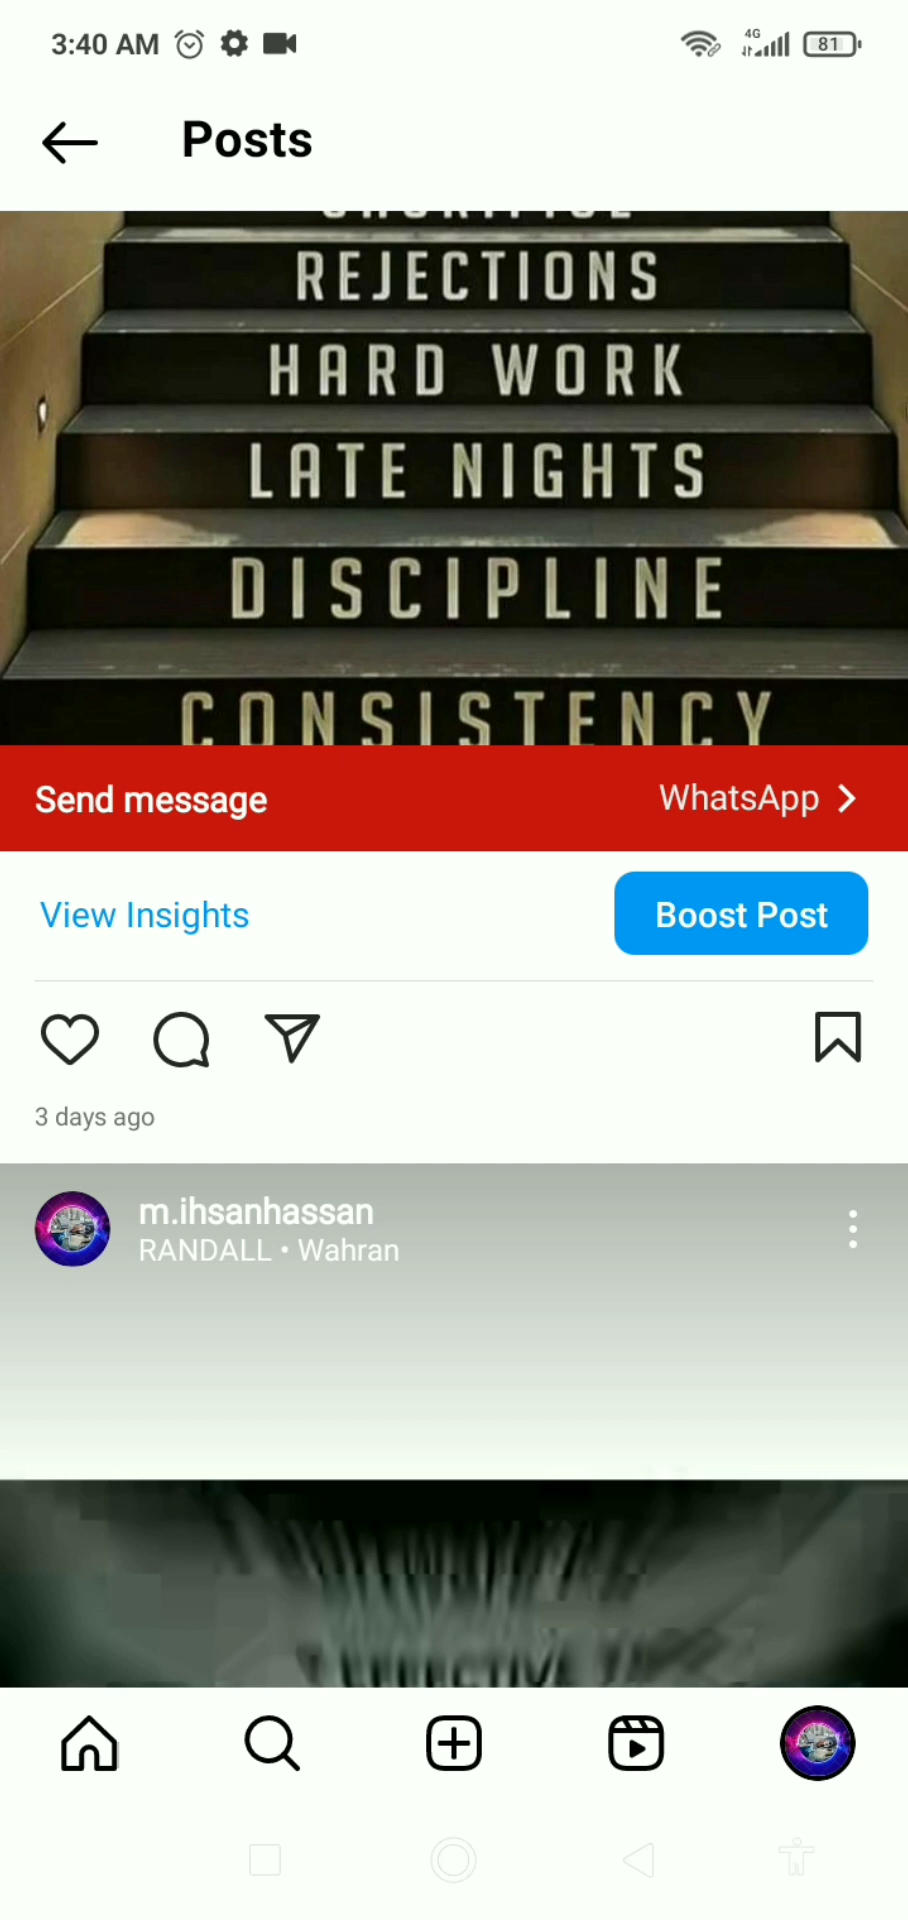 3:40 AM
4G
81
Posts
REJECTIONS
HARD WORK
LATE NIGHTS
DISCIPLINE
CONSISTENCY
Send message
WhatsApp
View Insights
Boost Post
3 days ago
m.ihsanhassan
RANDALL • Wahran